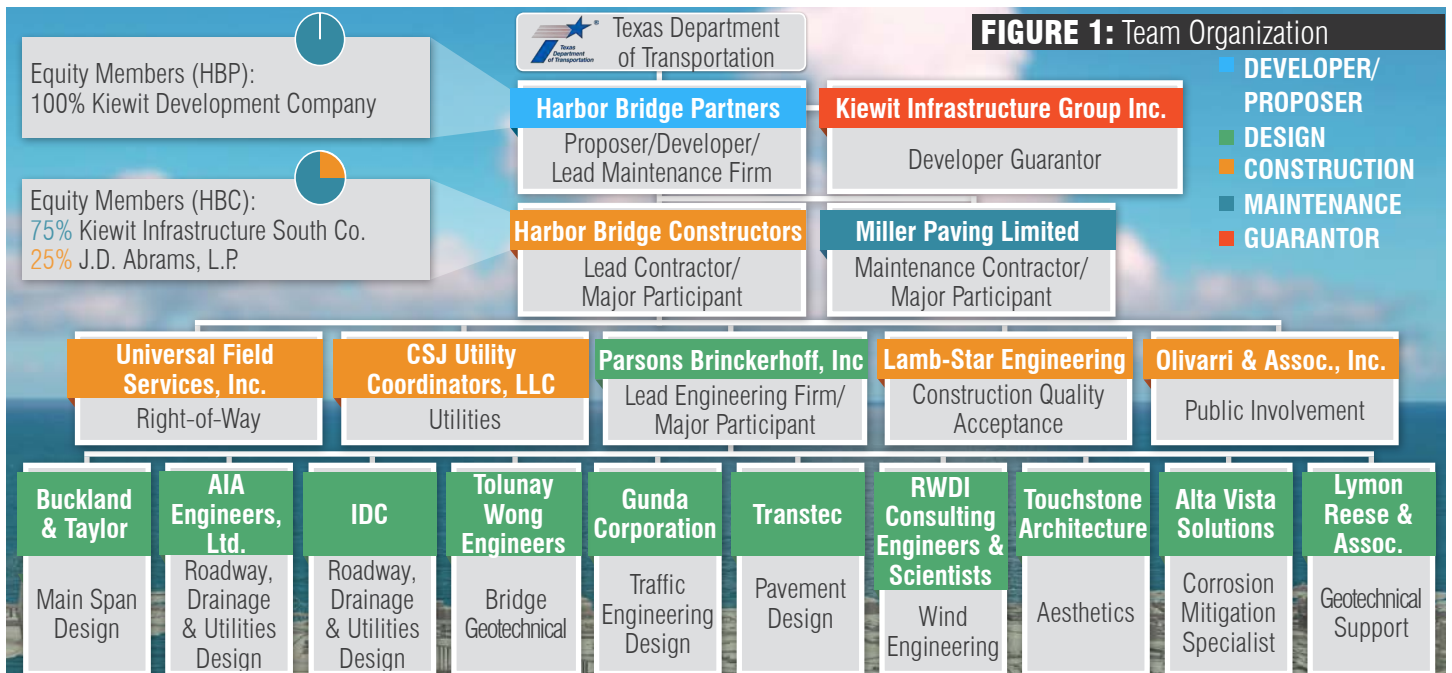 FIGURE 1: Team Organization
Texas Department
of Transportation
®
Texas
Department
of Transportation
DEVELOPER/
PROPOSER
DESIGN
CONSTRUCTION
MAINTENANCE
GUARANTOR
Equity Members (HBP):
100% Kiewit Development Company
Harbor Bridge Partners
Proposer/Developer/
Lead Maintenance Firm
Kiewit Infrastructure Group Inc.
Developer Guarantor
Equity Members (HBC):
75% Kiewit Infrastructure South Co.
25% J.D. Abrams, L.P.
Harbor Bridge Constructors
Lead Contractor/
Major Participant
Miller Paving Limited
Maintenance Contractor/
Major Participant
Universal Field
Services, Inc.
Right-of-Way
CSJ Utility
Coordinators, LLC
Utilities
Parsons Brinckerhoff, Inc
Lead Engineering Firm/
Major Participant
Lamb-Star Engineering
Construction Quality
Acceptance
Olivarri & Assoc., Inc.
Public Involvement
Buckland
& Taylor
Main Span
Design
AIA
Engineers,
Ltd.
Roadway,
Drainage
& Utilities
Design
IDC
Roadway,
Drainage
& Utilities
Design
Tolunay
Wong
Engineers
Bridge
Geotechnical
Gunda
Corporation
Traffic
Engineering
Design
Transtec
Pavement
Design
RWDI
Consulting
Engineers &
Scientists
Wind
Engineering
Touchstone
Architecture
Aesthetics
Alta Vista
Solutions
Corrosion
Mitigation
Specialist
Lymon
Reese &
Assoc.
Geotechnical
Support